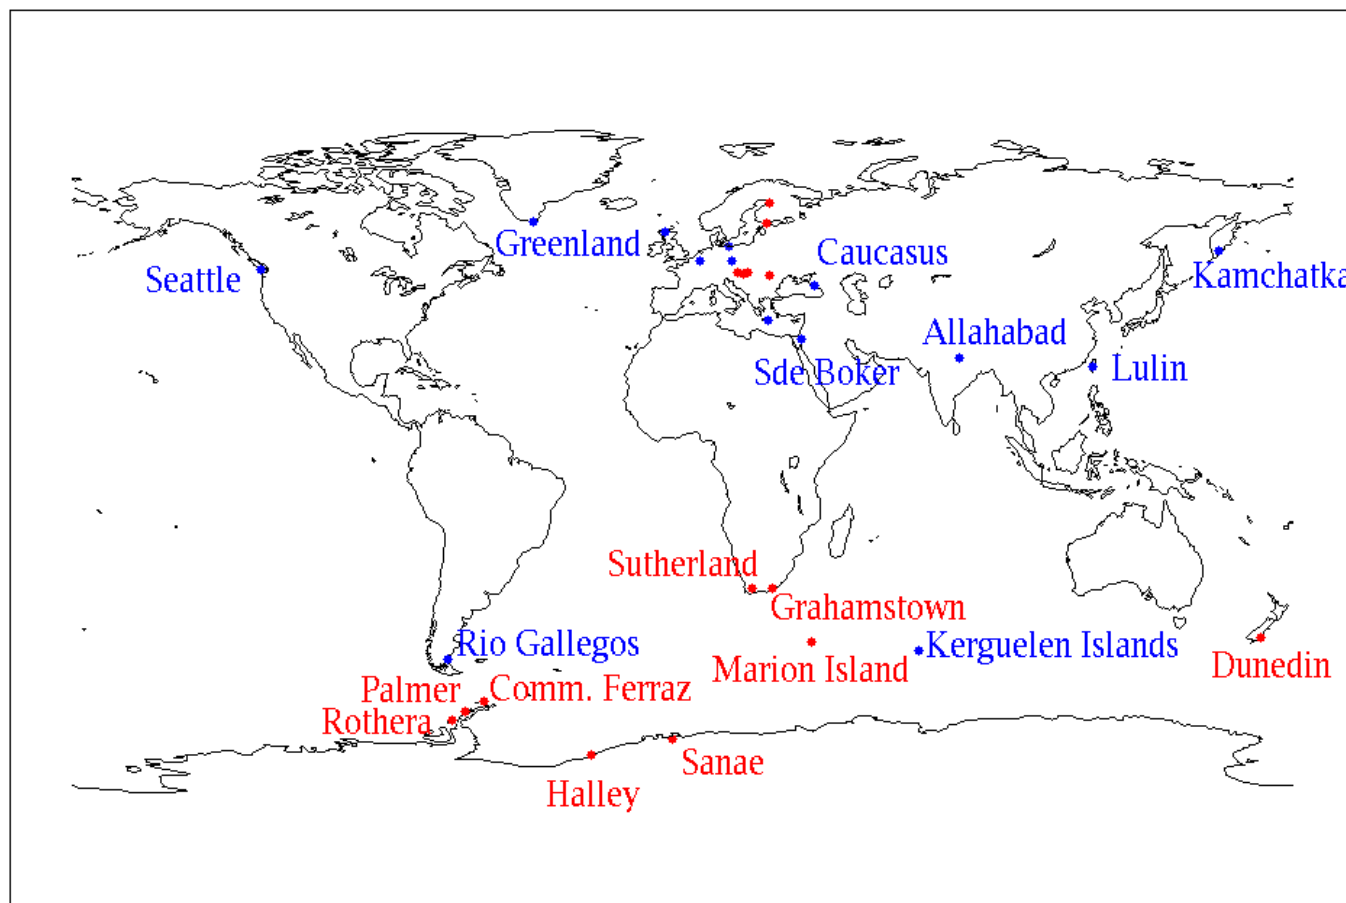 Greenland
Caucasus
Seattle
Kamchatka
Allahabad
Sde Boker
Lulin
Sutherland
Grahamstown
Rio Gallegos
Kerguelen Islands
Marion Island
Dunedin
Palmer
Comm. Ferraz
Rothera
Sanae
Halley